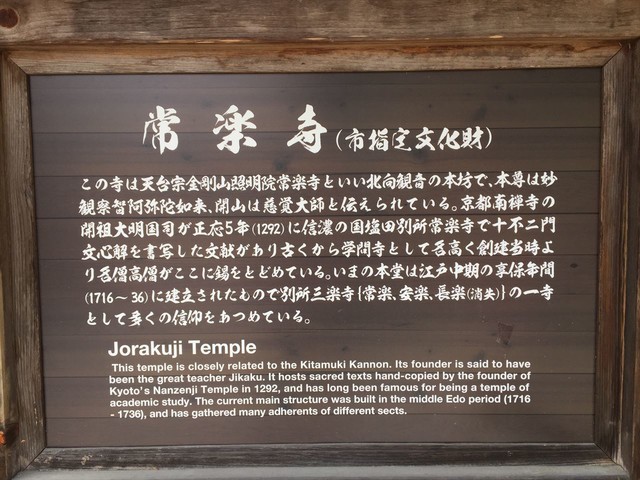 常楽寺(市指定文化財)
この寺は天台宗金剛山照明院常楽寺といい北向観音の本坊で、本尊は妙
観察智阿弥陀如来、開山は慈覚大師と伝えられている。京都南禅寺の
開祖大明国司が正応5年(1292)に信濃の国塩田別所常楽寺で十不二門
文心解を書写した文献があり古くから学問寺として名高く創建当時よ
り名僧高僧がここに錫をとどめている。いまの本堂は江戸中期の享保年間
(1716~36)に建立されたもので別所三楽寺{常楽、安楽、長楽(消失)}の一寺
として多くの信仰をあつめている。
Jorakuji Temple
This temple is closely related to the Kitamuki Kannon. Its founder is said to have
been the great teacher Jikaku. It hosts sacred texts hand-copied by the founder of
Kyoto's Nanzenji Temple in 1292, and has long been famous for being a temple of
academic study. The current main structure was built in the middle Edo period (1716
- 1736), and has gathered many adherents of different sects.